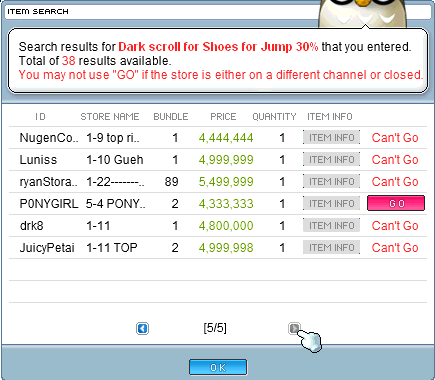 ITEM SEARCH
Search results for Dark scroll for Shoes for Jump 30% that you entered.
Total of 38 results available.
You may not use "GO" if the store is either on a different channel or closed.
ID STORE NAME BUNDLE PRICE QUANTITY ITEM INFO
NugenCo.. 1-9 top ri.. 1 4,444,444 1 ITEM INFO Can't Go
Luniss 1-10 Gueh 1 4,999,999 1 ITEM INFO Can't Go
ryanStora.. 1-22-------.. 89 5,499,999 1 ITEM INFO Can't Go
P0NYGIRL 5-4 PONY.. 2 4,333,333 1 ITEM INFO GO
drk8 1-11 1 4,800,000 1 ITEM INFO Can't Go
JuicyPetai 1-11 TOP 2 4,999,998 1 ITEM INFO Can't Go
[5/5]
OK